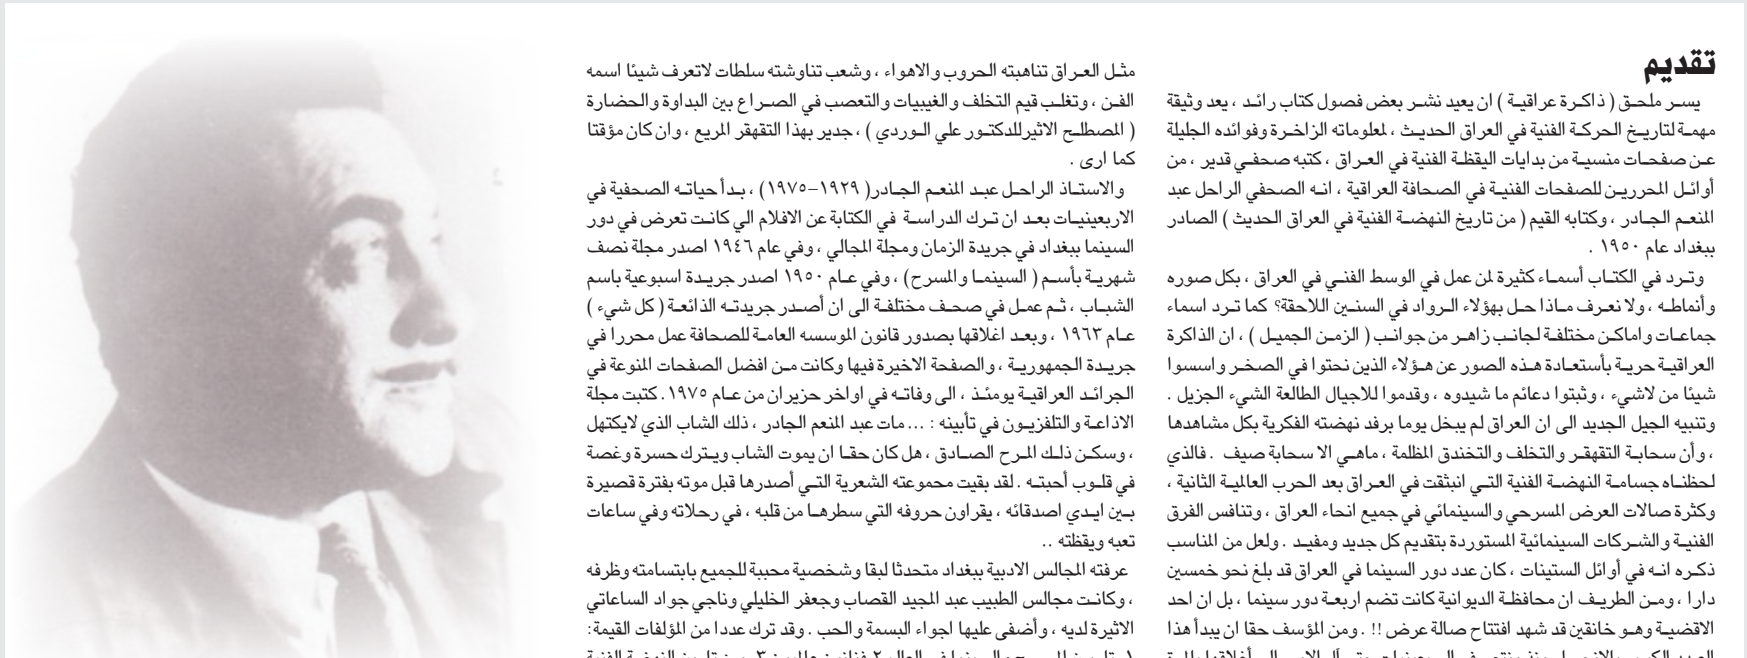 تقديم
يسر ملحق ( ذاكرة عراقية ) ان يعيد نشر بعض فصول كتاب رائد ، يعد وثيقة
مهمة لتاريخ الحركة الفنية في العراق الحديث ، لمعلوماته الزاخرة وفوائده الجليلة
عن صفحات منسية من بدايات اليقظة الفنية في العراق ، كتبه صحفي قدير ، من
أوائل المحررين للصفحات الفنية في الصحافة العراقية ، انه الصحفي الراحل عبد
المنعم الجادر ، وكتابه القيم ( من تاريخ النهضة الفنية في العراق الحديث ) الصادر
ببغداد عام ١٩٥٠ .
وترد في الكتاب أسماء كثيرة لمن عمل في الوسط الفني في العراق ، بكل صوره
وأنماطه ، ولا نعرف ماذا حل بهؤلاء الرواد في السنين اللاحقة؟ كما ترد اسماء
جماعات واماكن مختلفة لجانب زاهر من جوانب ( الزمن الجميل ) ، ان الذاكرة
العراقية حرية بأستعادة هذه الصور عن هؤلاء الذين نحتوا في الصخر واسسوا
شيئا من لاشيء ، وثبتوا دعائم ما شيدوه ، وقدموا للاجيال الطالعة الشيء الجزيل .
وتنبيه الجيل الجديد الى ان العراق لم يبخل يوما برفد نهضته الفكرية بكل مشاهدها
، وأن سحابة التقهقر والتخلف والتخندق المظلمة ، ماهي الا سحابة صيف . فالذي
لحظناه جسامة النهضة الفنية التي انبثقت في العراق بعد الحرب العالمية الثانية ،
وكثرة صالات العرض المسرحي والسينمائي في جميع انحاء العراق ، وتنافس الفرق
الفنية والشركات السينمائية المستوردة بتقديم كل جديد ومفيد . ولعل من المناسب
ذكره انه في أوائل الستينات ، كان عدد دور السينما في العراق قد بلغ نحو خمسين
دارا ، ومن الطريف ان محافظة الديوانية كانت تضم اربعة دور سينما ، بل ان احد
الاقضية وهو خانقين قد شهد افتتاح صالة عرض !! . ومن المؤسف حقا ان يبدأ هذا
مثل العراق تناهبته الحروب والاهواء ، وشعب تناوشته سلطات لاتعرف شيئا اسمه
الفن ، وتغلب قيم التخلف والغيبيات والتعصب في الصراع بين البداوة والحضارة
( المصطلح الاثيرللدكتور علي الوردي ) ، جدير بهذا التقهقر المريع ، وان كان مؤقتا
كما ارى .
والاستاذ الراحل عبد المنعم الجادر( ١٩٢٩–١٩٧٥) ، بدأ حياته الصحفية في
الاربعينيات بعد ان ترك الدراسة في الكتابة عن الافلام الي كانت تعرض في دور
السينما ببغداد في جريدة الزمان ومجلة المجالي ، وفي عام ١٩٤٦ اصدر مجلة نصف
شهرية بأسم ( السينما والمسرح) ، وفي عام ١٩٥٠ اصدر جريدة اسبوعية باسم
الشباب ، ثم عمل في صحف مختلفة الى ان أصدر جريدته الذائعة ( كل شيء )
عام ١٩٦٣ ، وبعد اغلاقها بصدور قانون الموسسه العامة للصحافة عمل محررا في
جريدة الجمهورية ، والصفحة الاخيرة فيها وكانت من افضل الصفحات المنوعة في
الجرائد العراقية يومئذ ، الى وفاته في اواخر حزيران من عام ١٩٧٥ . كتبت مجلة
الاذاعة والتلفزيون في تأبينه : ... مات عبد المنعم الجادر ، ذلك الشاب الذي لايكتهل
، وسكن ذلك المرح الصادق ، هل كان حقا ان يموت الشاب ويترك حسرة وغصة
في قلوب أحبته . لقد بقيت مجموعته الشعرية التي أصدرها قبل موته بفترة قصيرة
بين ايدي اصدقائه ، يقراون حروفه التي سطرها من قلبه ، في رحلاته وفي ساعات
تعبه ويقظته ..
عرفته المجالس الادبية ببغداد متحدثا لبقا وشخصية محببة للجميع بابتسامته وظرفه
، وكانت مجالس الطبيب عبد المجيد القصاب وجعفر الخليلي وناجي جواد الساعاتي
الاثيرة لديه ، وأضفى عليها اجواء البسمة والحب . وقد ترك عددا من المؤلفات القيمة: